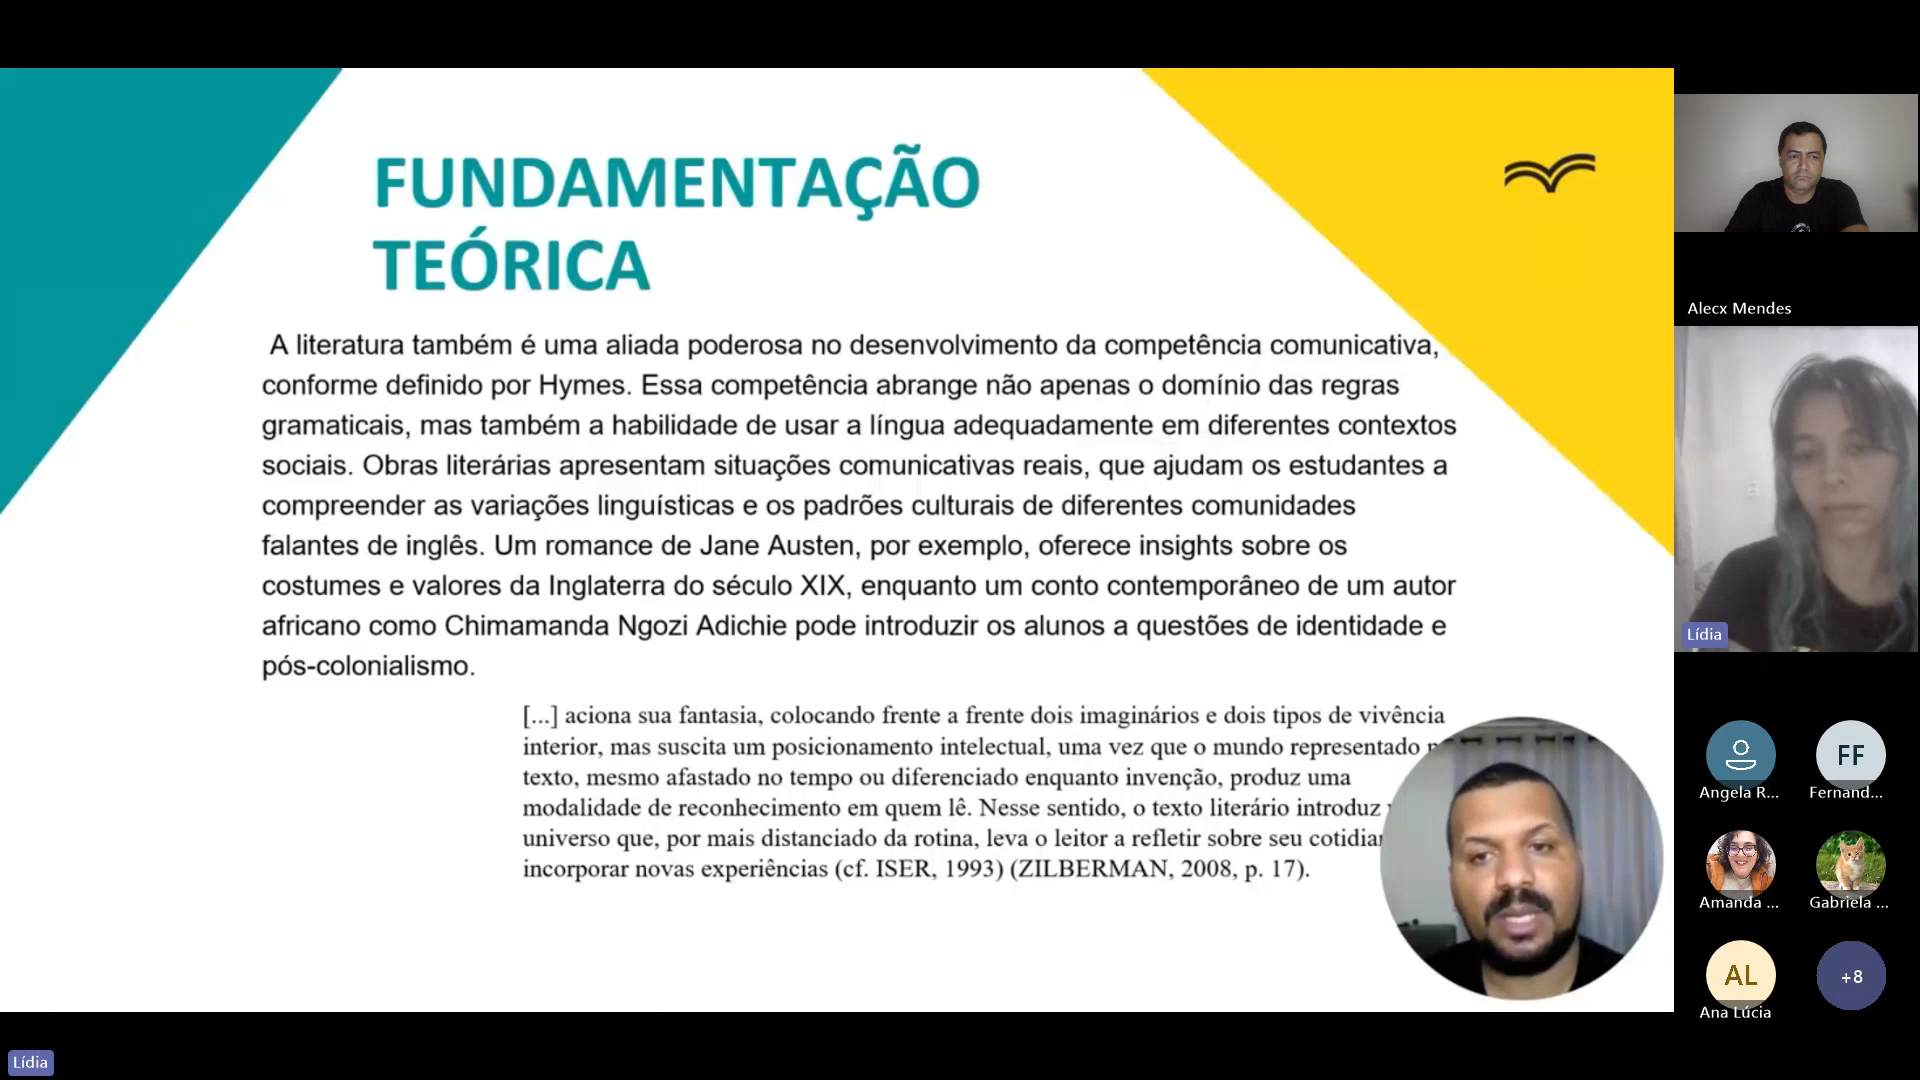 FUNDAMENTAÇÃO
TEÓRICA
A literatura também é uma aliada poderosa no desenvolvimento da competência comunicativa,
conforme definido por Hymes. Essa competência abrange não apenas o domínio das regras
gramaticais, mas também a habilidade de usar a língua adequadamente em diferentes contextos
sociais. Obras literárias apresentam situações comunicativas reais, que ajudam os estudantes a
compreender as variações linguísticas e os padrões culturais de diferentes comunidades
falantes de inglês. Um romance de Jane Austen, por exemplo, oferece insights sobre os
costumes e valores da Inglaterra do século XIX, enquanto um conto contemporâneo de um autor
africano como Chimamanda Ngozi Adichie pode introduzir os alunos a questões de identidade e
pós-colonialismo.
[...] aciona sua fantasia, colocando frente a frente dois imaginários e dois tipos de vivência
interior, mas suscita um posicionamento intelectual, uma vez que o mundo representado
texto, mesmo afastado no tempo ou diferenciado enquanto invenção, produz uma
modalidade de reconhecimento em quem lê. Nesse sentido, o texto literário introduz
universo que, por mais distanciado da rotina, leva o leitor a refletir sobre seu
incorporar novas experiências (cf. ISER, 1993) (ZILBERMAN, 2008, p. 17).
Alecx Mendes
Lídia
FF
Angela R...
Fernand...
Amanda ...
Gabriela ...
AL
+8
Ana Lúcia
Lídia